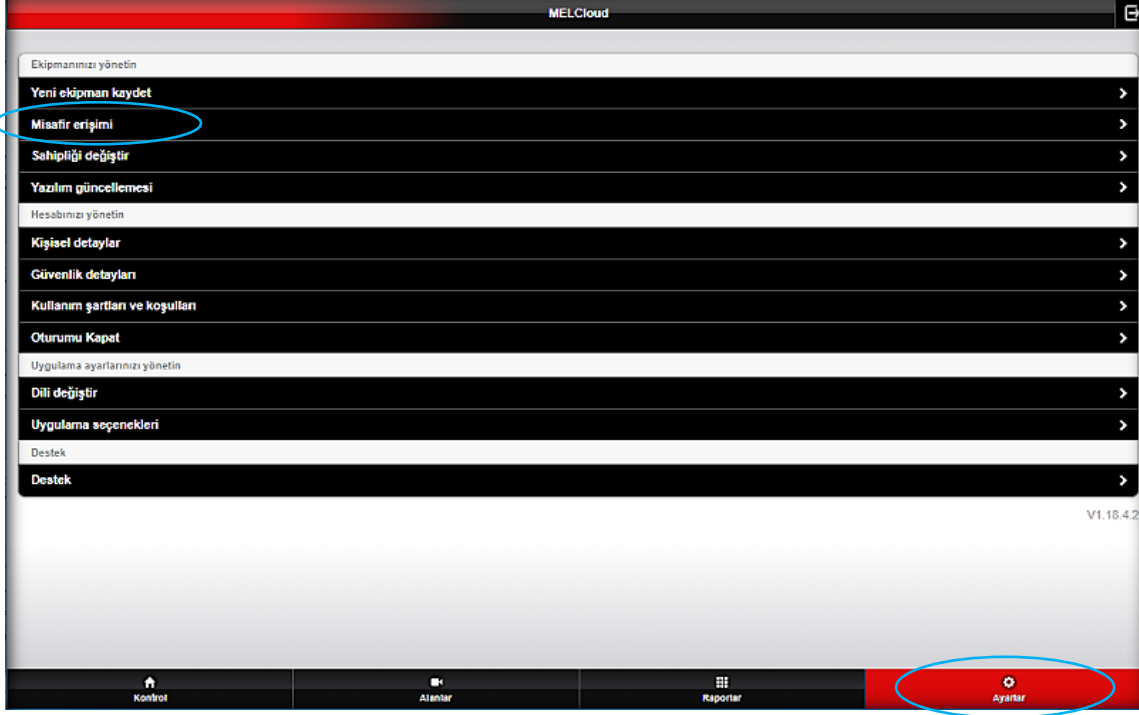 MELCloud
Ekipmanınızı yönetin
Yeni ekipman kaydet
Misafir erişimi
Sahipliği değiştir
Yazılım güncellemesi
Hesabınızı yönetin
Kişisel detaylar
Güvenlik detayları
Kullanım şartları ve koşulları
Oturumu Kapat
Uygulama ayarlarınızı yönetin
Dili değiştir
Uygulama seçenekleri
Destek
Destek
V1.18.4.2
Kontrol Alanlar Raporlar Ayarlar